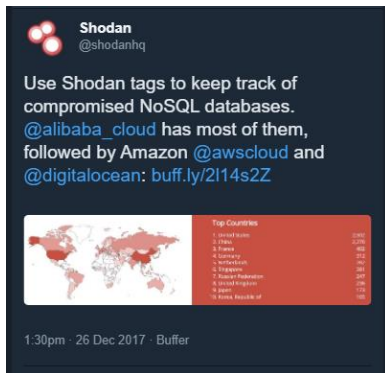 Shodan
@shodanhq
Use Shodan tags to keep track of
compromised NoSQL databases.
@alibaba_cloud has most of them,
followed by Amazon @awscloud and
@digitalocean: buff.ly/2l14s2Z
Top Countries
1. United States
2. China
3. France
4. Germany
5. Netherlands
6. Singapore
7. Russian Federation
8. United Kingdom
9. Japan
10. Korea, Republic of
1:30pm · 26 Dec 2017 · Buffer